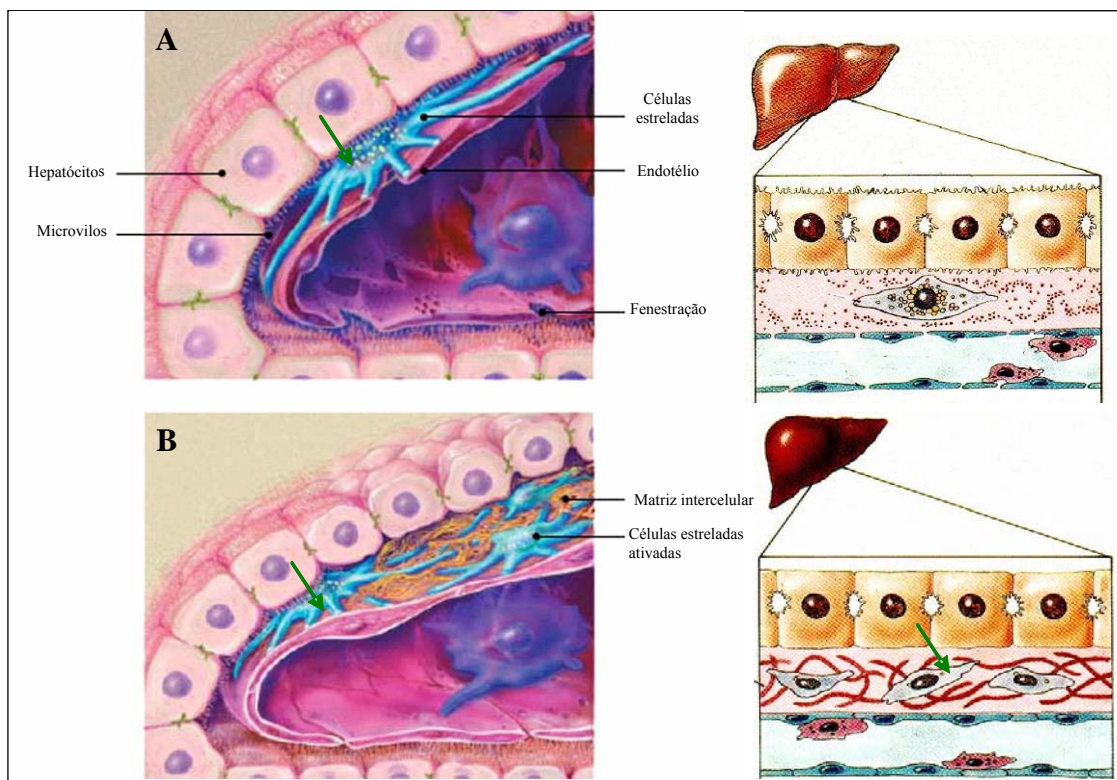 A
Células
estreladas
Hepatócitos
Endotélio
Microvilos
Fenestração
B
Matriz intercelular
Células estreladas
ativadas